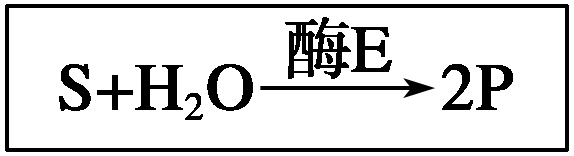 S+H₂O 酶E→ 2P